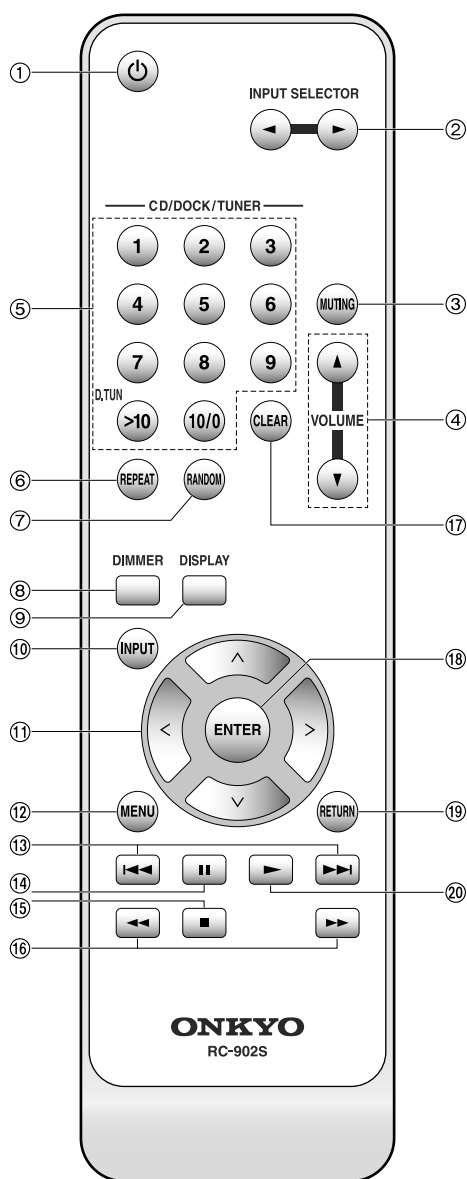 ①
INPUT SELECTOR
②
CD/DOCK/TUNER
1 2 3
⑤ 4 5 6 MUTING ③
7 8 9
D.TUN
>10 10/0 CLEAR VOLUME ④
⑥ REPEAT RANDOM
⑦ ⑰
DIMMER DISPLAY
⑧
⑨
⑩ INPUT ⑱
⑪ ENTER
⑫ MENU RETURN ⑲
⑬
⑭ ⑳
⑮
⑯
ONKYO
RC-902S